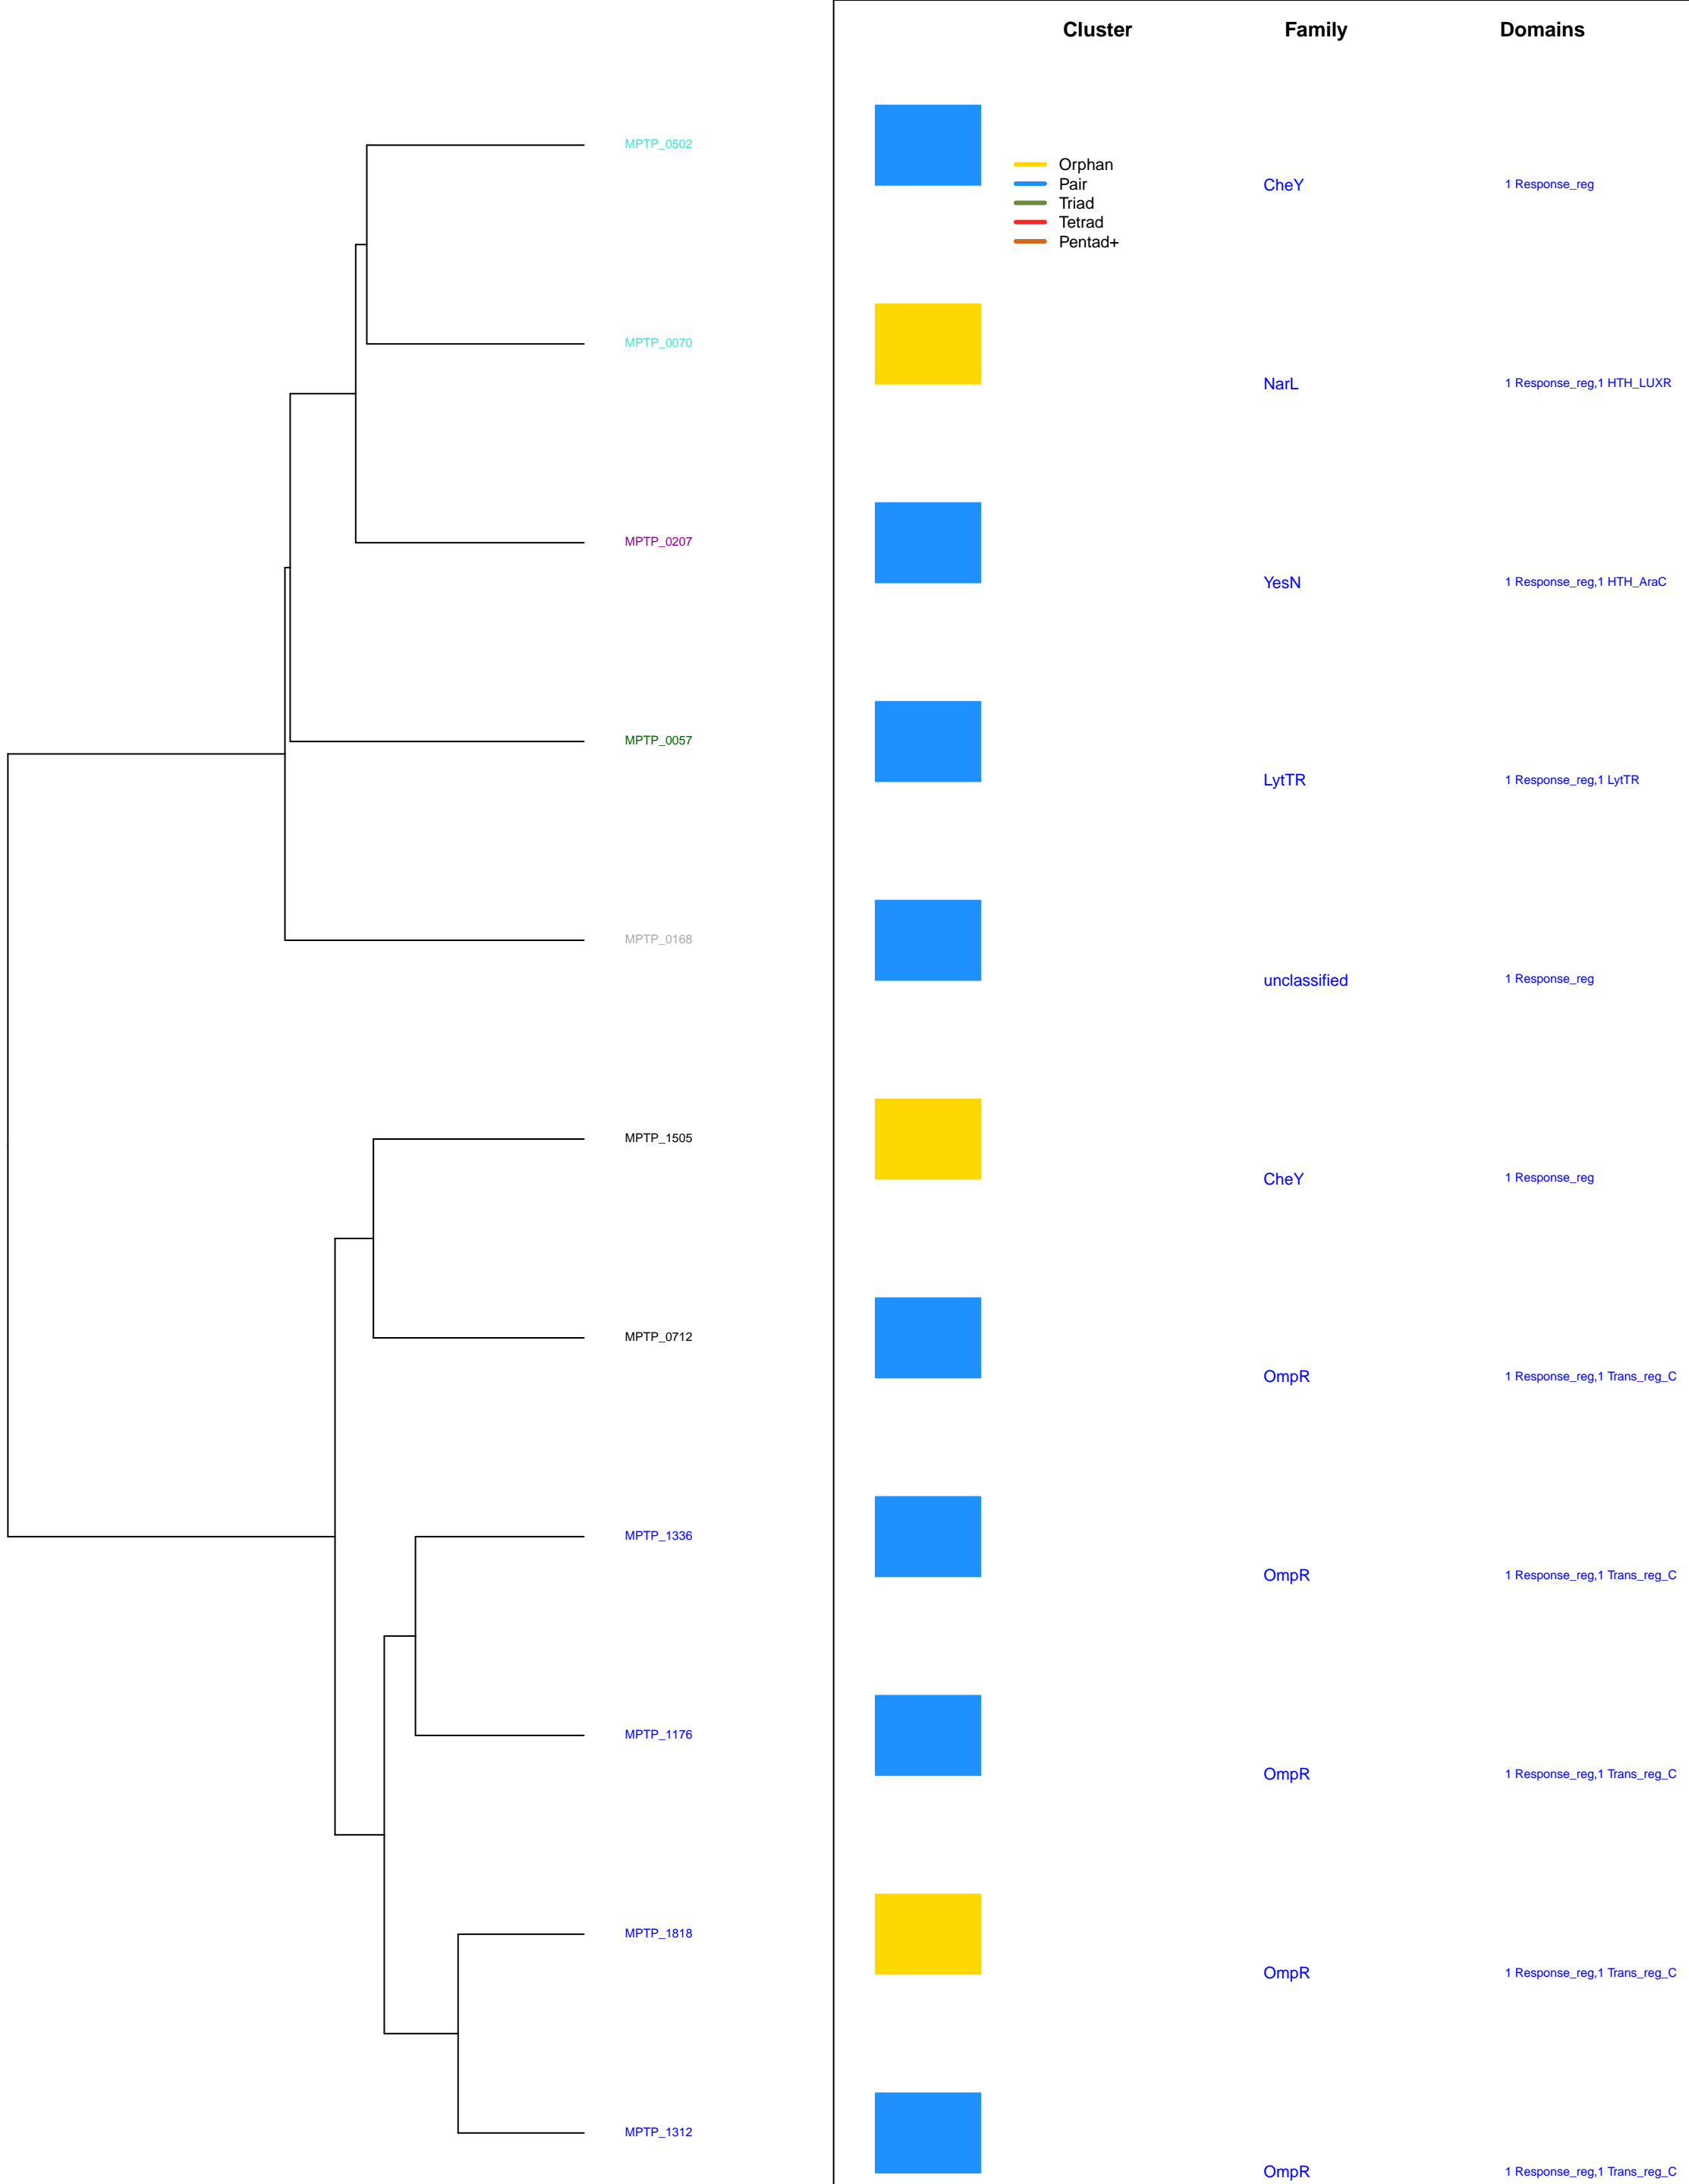 Cluster Family Domains
MPTP_0502
Orphan
Pair
Triad
Tetrad
Pentad+
CheY 1 Response_reg
MPTP_0070
NarL 1 Response_reg,1 HTH_LUXR
MPTP_0207
YesN 1 Response_reg,1 HTH_AraC
MPTP_0057
LytTR 1 Response_reg,1 LytTR
MPTP_0168
unclassified 1 Response_reg
MPTP_1505
CheY 1 Response_reg
MPTP_0712
OmpR 1 Response_reg,1 Trans_reg_C
MPTP_1336
OmpR 1 Response_reg,1 Trans_reg_C
MPTP_1176
OmpR 1 Response_reg,1 Trans_reg_C
MPTP_1818
OmpR 1 Response_reg,1 Trans_reg_C
MPTP_1312
OmpR 1 Response_reg,1 Trans_reg_C